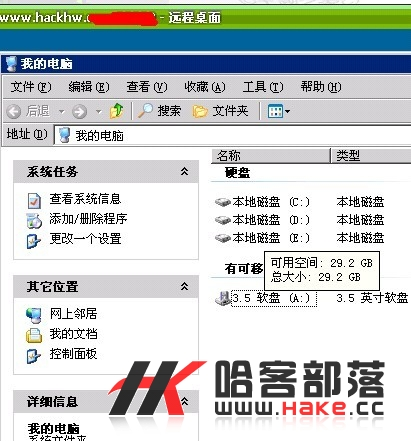 www.hackhw. - 远程桌面
我的电脑
文件(F) 编辑(E) 查看(V) 收藏(A) 工具(T) 帮助(H)
后退 搜索 文件夹
地址(D) 我的电脑
系统任务
查看系统信息
添加/删除程序
更改一个设置
其它位置
网上邻居
我的文档
控制面板
详细信息
我的电脑
系统文件夹
名称 类型
硬盘
本地磁盘 (C:) 本地磁盘
本地磁盘 (D:) 本地磁盘
本地磁盘 (E:) 本地磁盘
可用空间: 29.2 GB
总大小: 29.2 GB
有可移
3.5 软盘 (A:) 3.5 英寸软盘
哈客部落
www.HAKE.cc